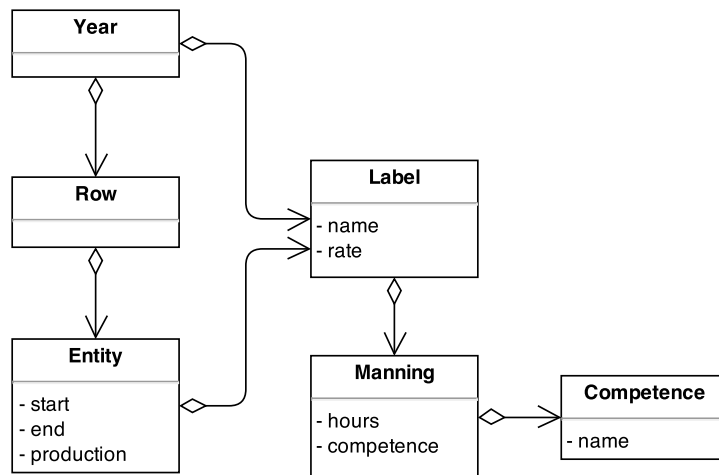 Year
Row
Entity
- start
- end
- production
Label
- name
- rate
Manning
- hours
- competence
Competence
- name